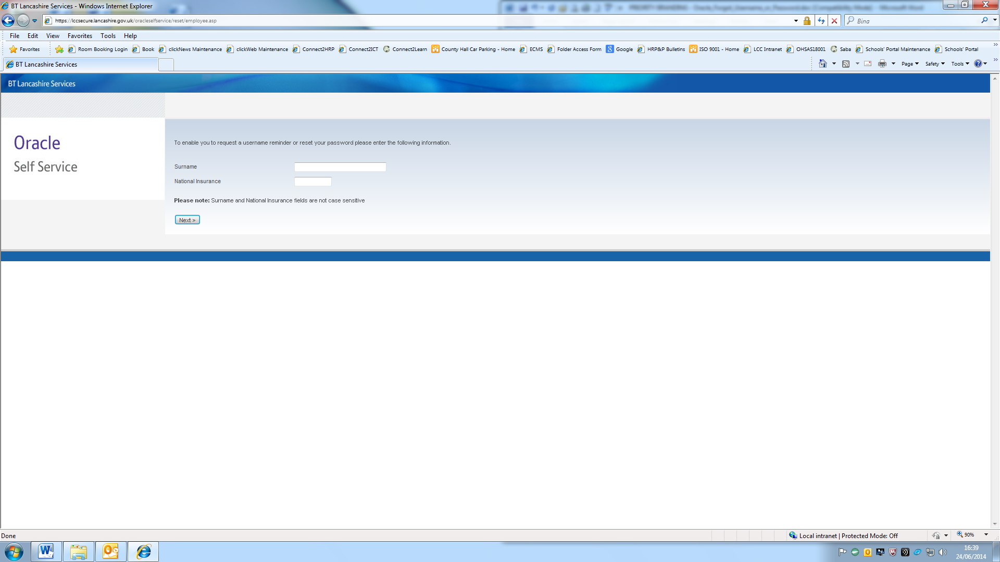 BT Lancashire Services - Windows Internet Explorer
https://lccsecure.lancashire.gov.uk/oracleselfservice/reset/employee.asp
Bing
File Edit View Favorites Tools Help
Favorites Room Booking Login Book clickNews Maintenance clickWeb Maintenance Connect2HRP Connect2ICT Connect2Learn County Hall Car Parking - Home ECMS Folder Access Form Google HRP&P Bulletins ISO 9001 - Home LCC Intranet OHSAS18001 Saba Schools' Portal Maintenance Schools' Portal
BT Lancashire Services
Page Safety Tools
BT Lancashire Services
Oracle
Self Service
To enable you to request a username reminder or reset your password please enter the following information.
Surname
National Insurance
Please note: Surname and National Insurance fields are not case sensitive
Next >
Done
Local intranet | Protected Mode: Off
90%
16:39
24/06/2014